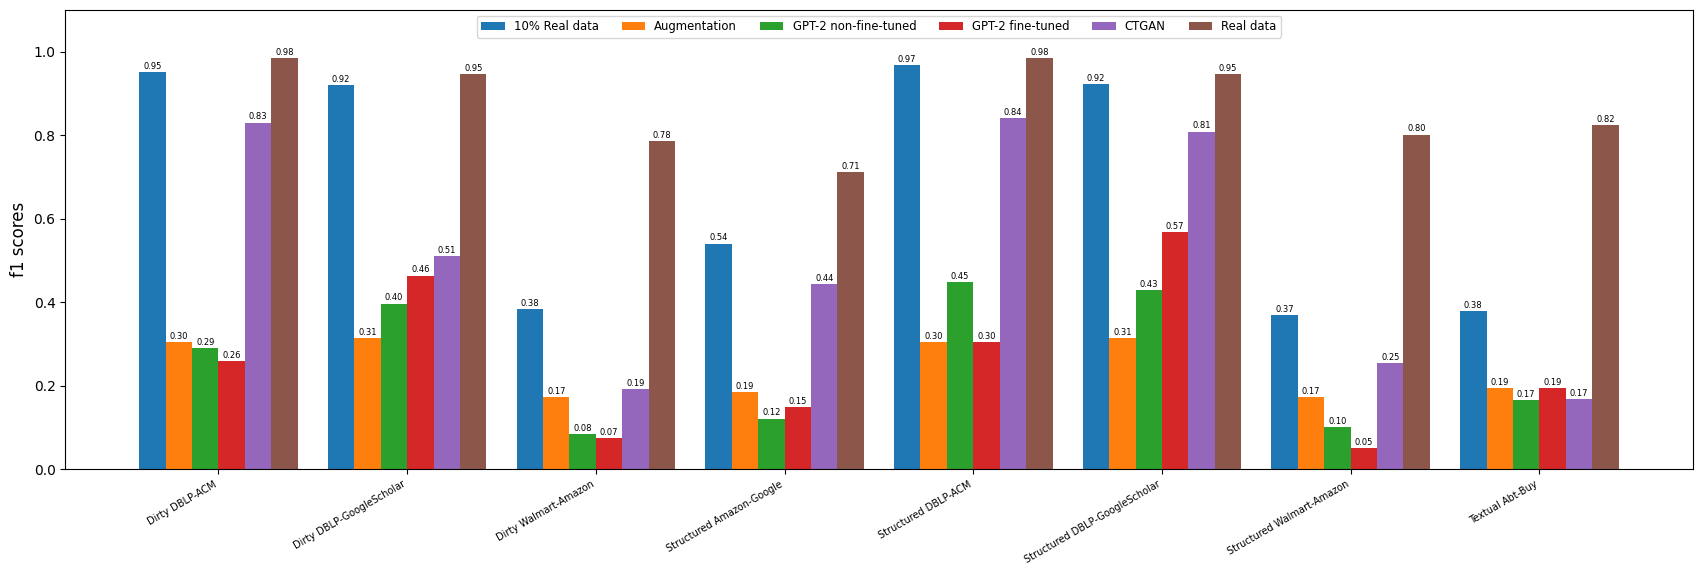 10% Real data Augmentation GPT-2 non-fine-tuned GPT-2 fine-tuned CTGAN Real data
f1 scores
1.0
0.8
0.6
0.4
0.2
0.0
0.95 0.30 0.29 0.26 0.83 0.98
0.92 0.31 0.40 0.46 0.51 0.95
0.38 0.17 0.08 0.07 0.19 0.78
0.54 0.19 0.12 0.15 0.44 0.71
0.97 0.30 0.45 0.30 0.84 0.98
0.92 0.31 0.43 0.57 0.81 0.95
0.37 0.17 0.10 0.05 0.25 0.80
0.38 0.19 0.17 0.19 0.17 0.82
Dirty DBLP-ACM
Dirty DBLP-GoogleScholar
Dirty Walmart-Amazon
Structured Amazon-Google
Structured DBLP-ACM
Structured DBLP-GoogleScholar
Structured Walmart-Amazon
Textual Abt-Buy